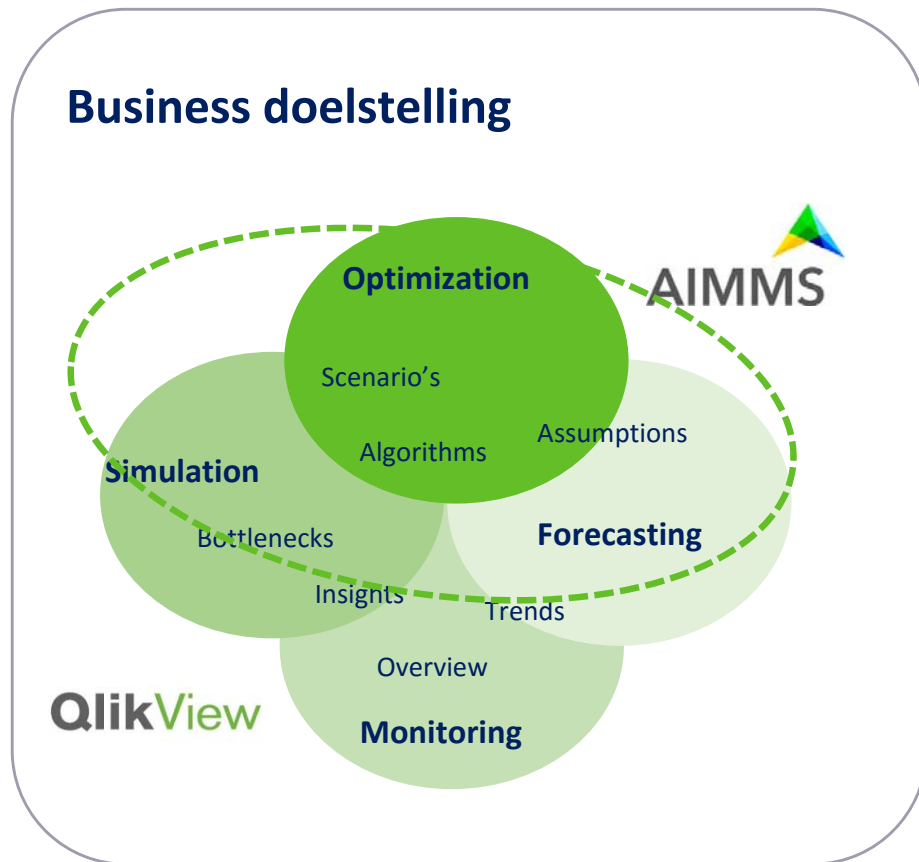 Business doelstelling
Optimization
AIMMS
Scenario's
Assumptions
Algorithms
Simulation
Forecasting
Bottlenecks
Insights
Trends
Overview
QlikView
Monitoring